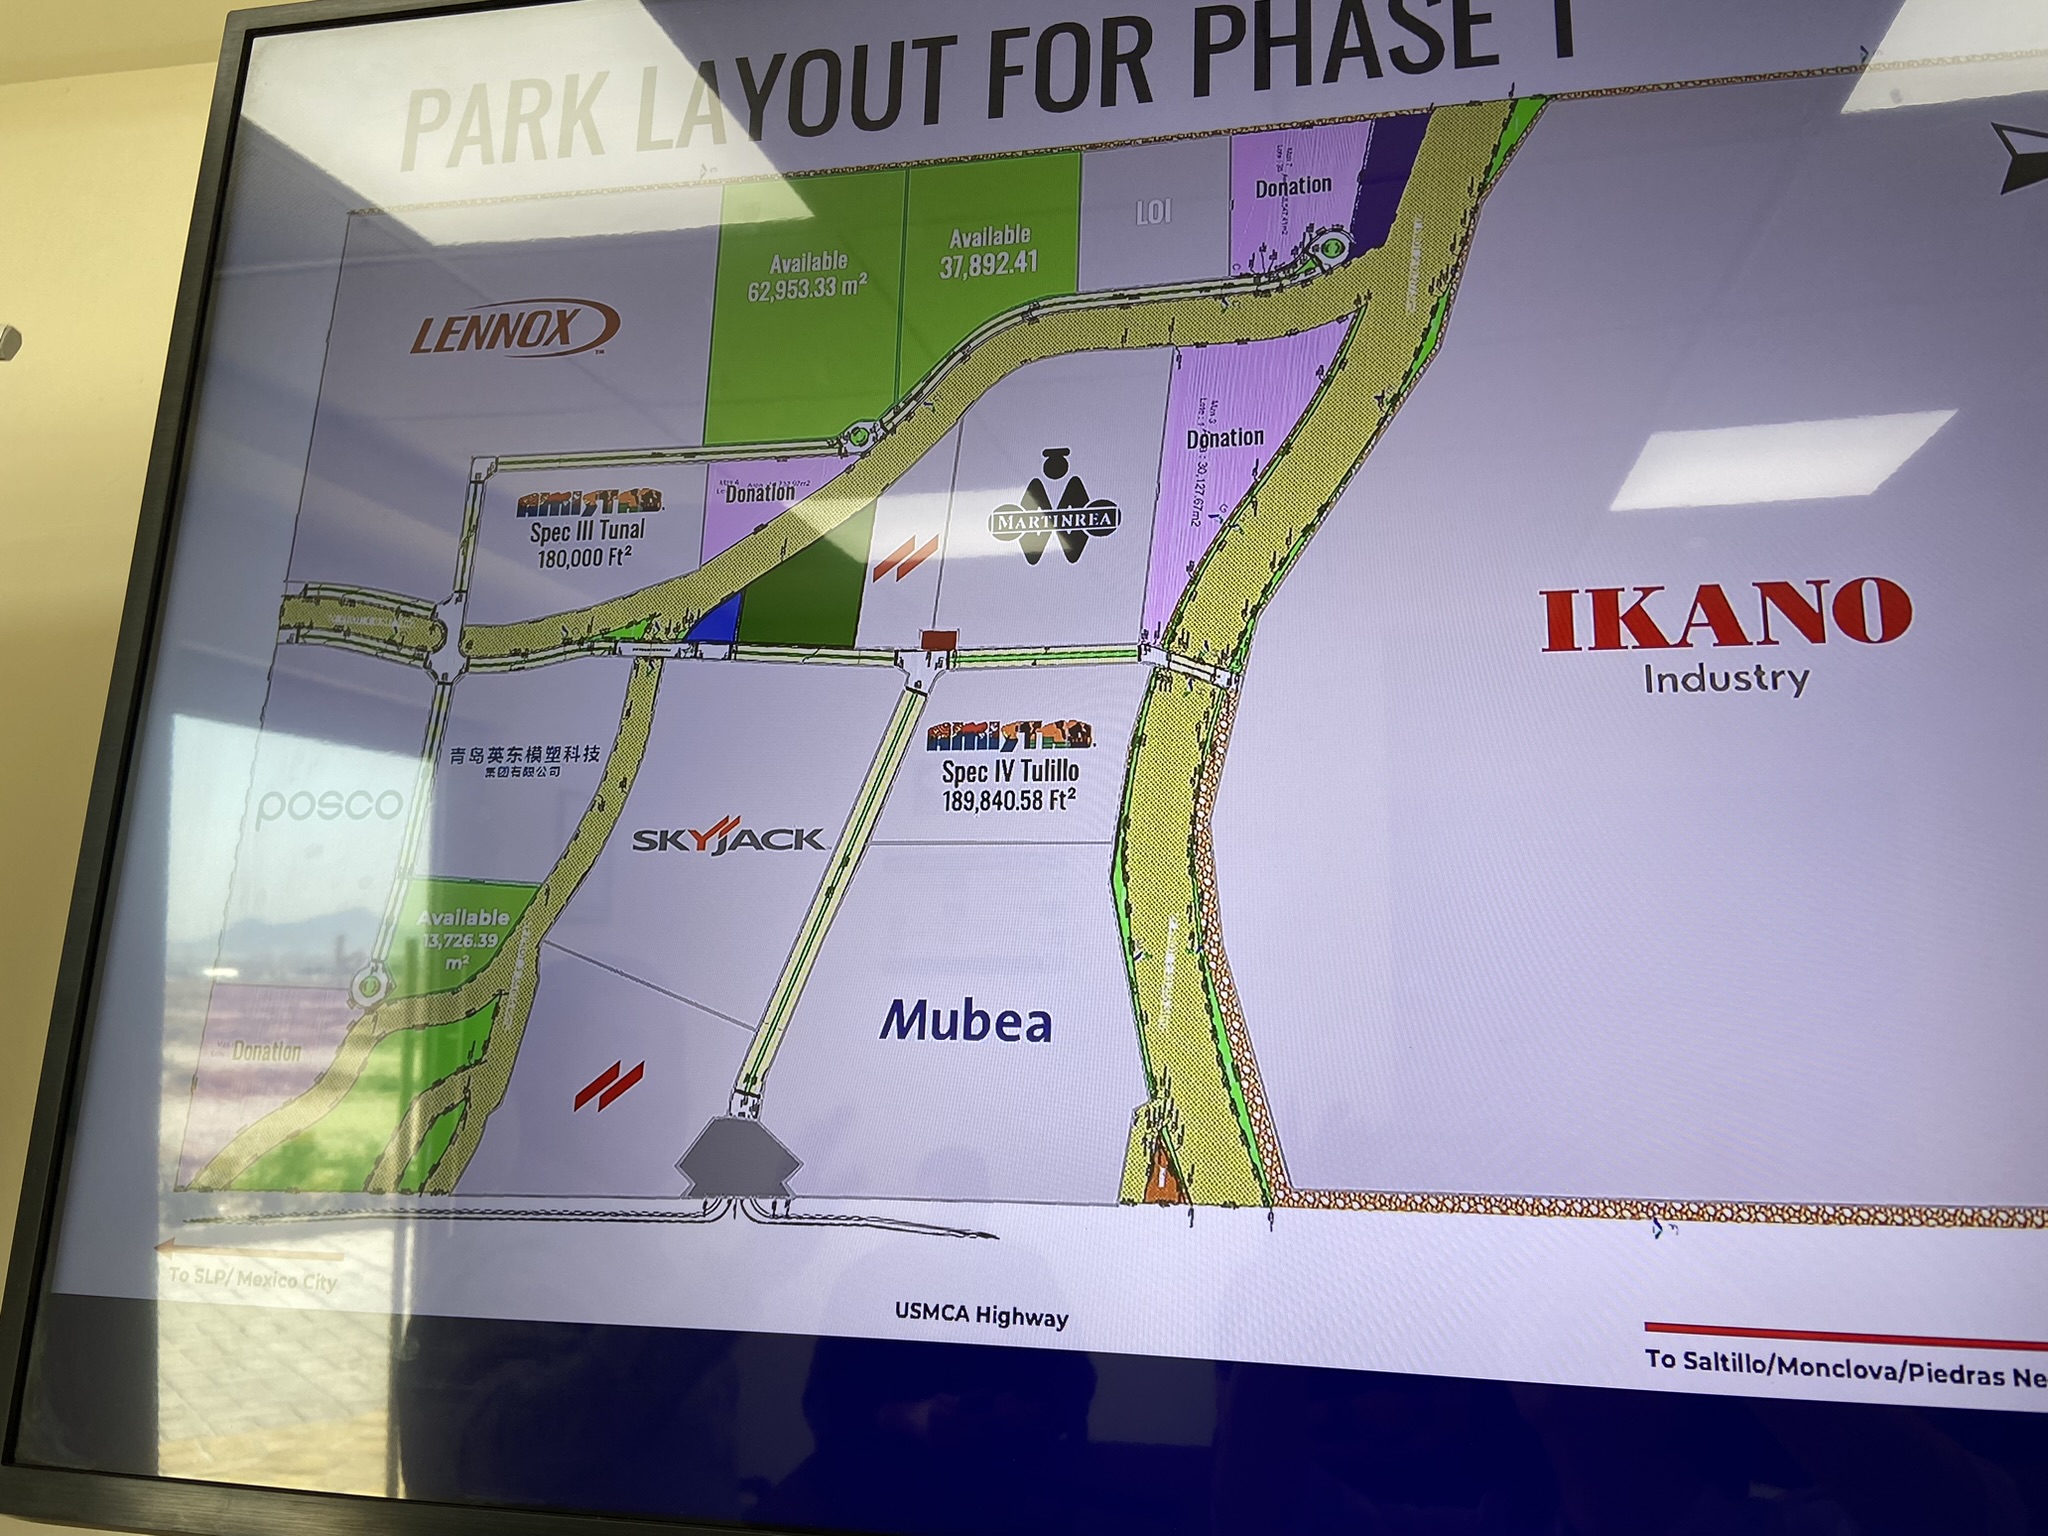 PARK LAYOUT FOR PHASE 1
Donation
LOI
Available
37,892.41
Available
62,953.33 m²
LENNOX
Donation
Donation
AMISTAD.
Spec III Tunal
180,000 Ft²
MARTINREA
IKANO
Industry
青岛英东模塑科技
集团有限公司
posco
AMISTAD.
Spec IV Tulillo
189,840.58 Ft²
SKYJACK
Available
13,726.39
m²
Mubea
Donation
To SLP/ Mexico City
USMCA Highway
To Saltillo/Monclova/Piedras Ne